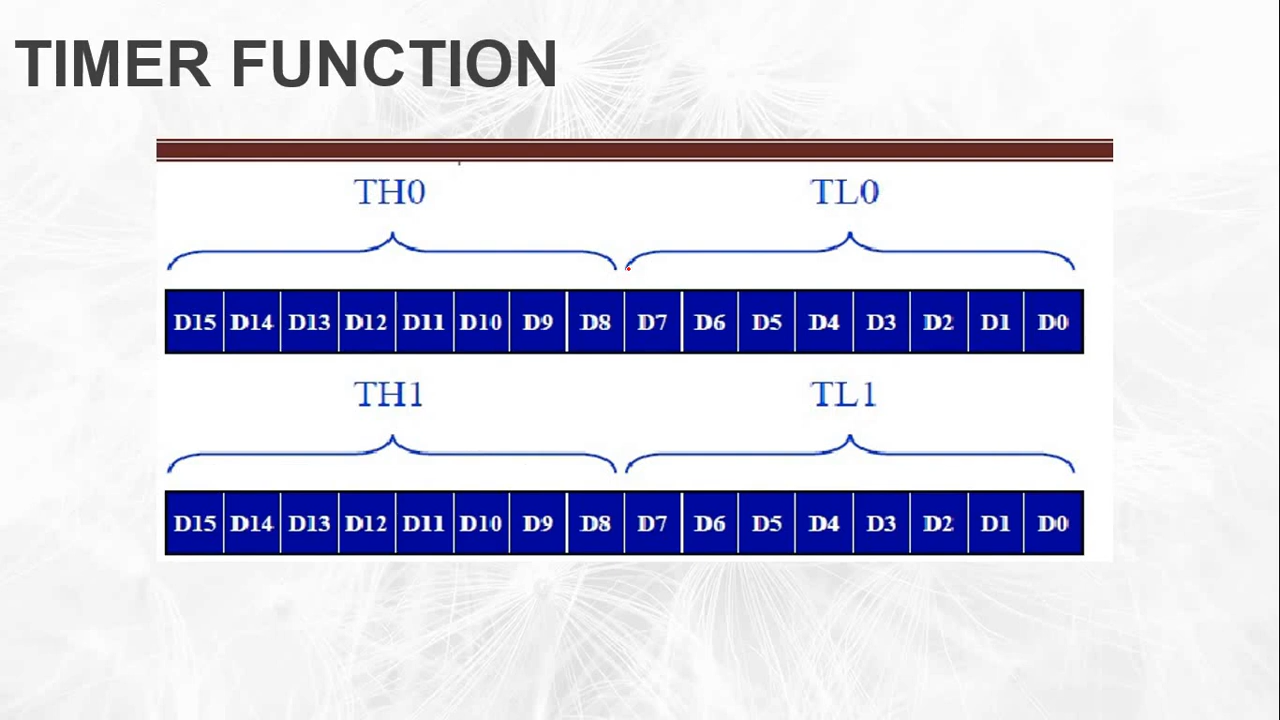 TIMER FUNCTION
TH0 TL0
D15 D14 D13 D12 D11 D10 D9 D8 D7 D6 D5 D4 D3 D2 D1 D0
TH1 TL1
D15 D14 D13 D12 D11 D10 D9 D8 D7 D6 D5 D4 D3 D2 D1 D0